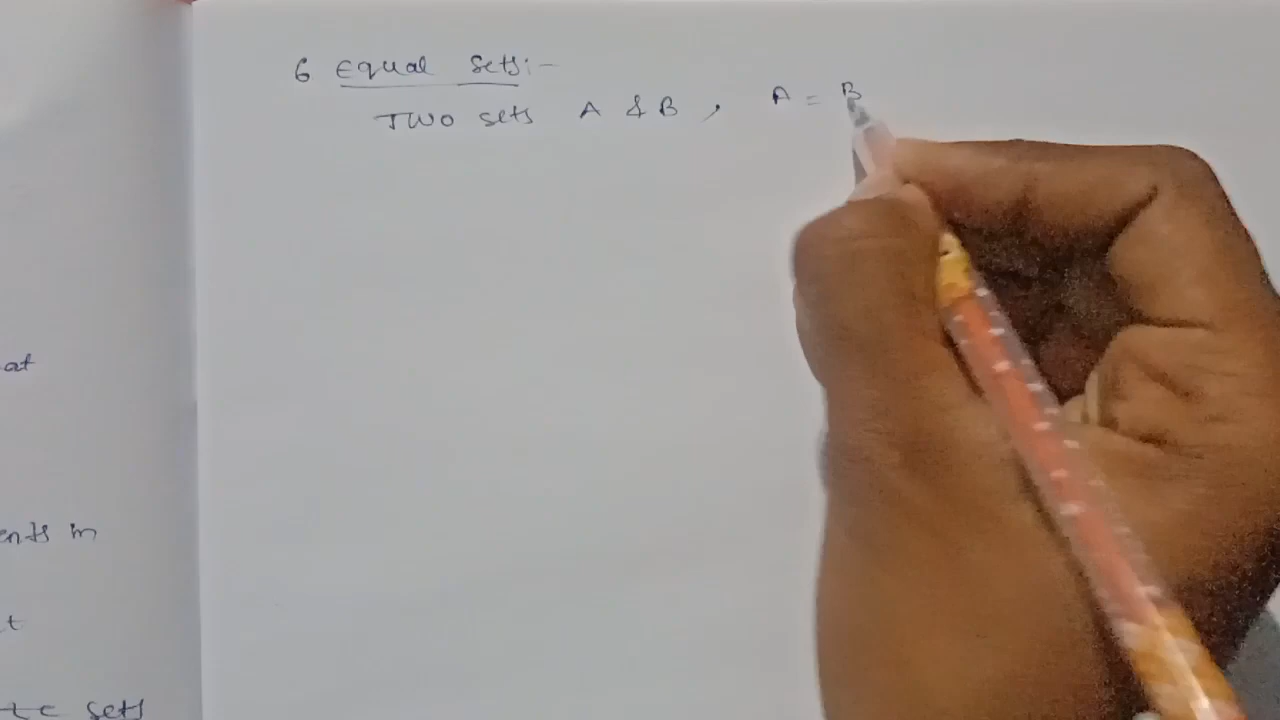 6 Equal sets:-
Two sets A & B, A = B
at
ents in
t
te sets